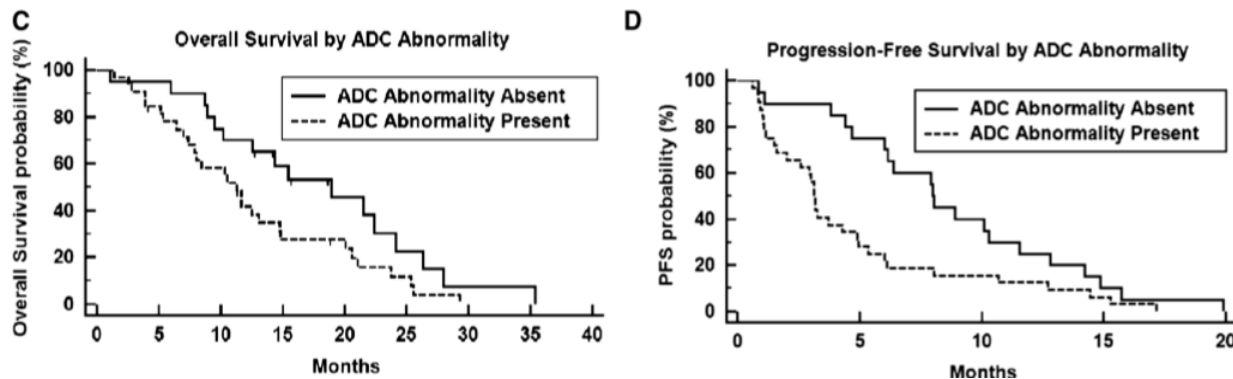 C
Overall Survival by ADC Abnormality
Overall Survival probability (%)
100
80
60
40
20
0
ADC Abnormality Absent
ADC Abnormality Present
0 5 10 15 20 25 30 35 40
Months
D
Progression-Free Survival by ADC Abnormality
PFS probability (%)
100
80
60
40
20
0
ADC Abnormality Absent
ADC Abnormality Present
0 5 10 15 20
Months